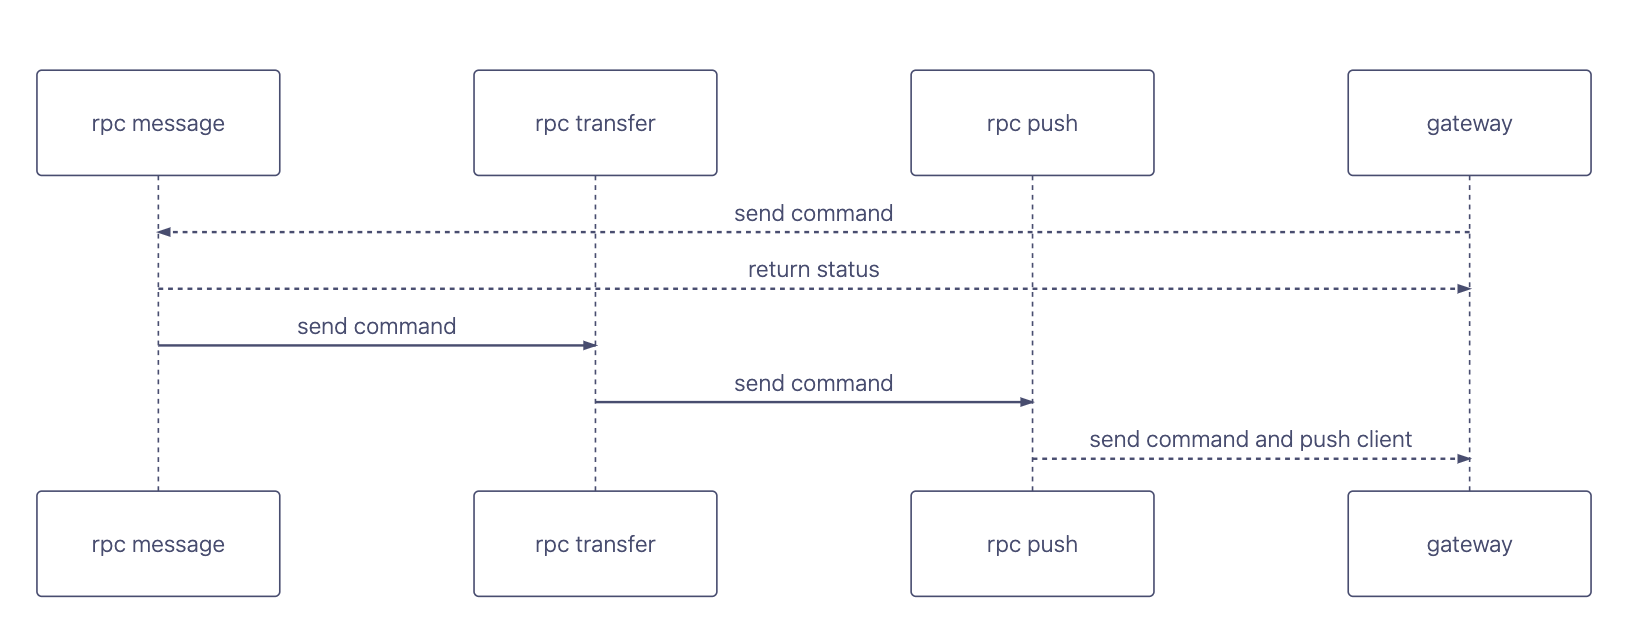 rpc message
rpc transfer
rpc push
gateway
send command
return status
send command
send command
send command and push client
rpc message
rpc transfer
rpc push
gateway